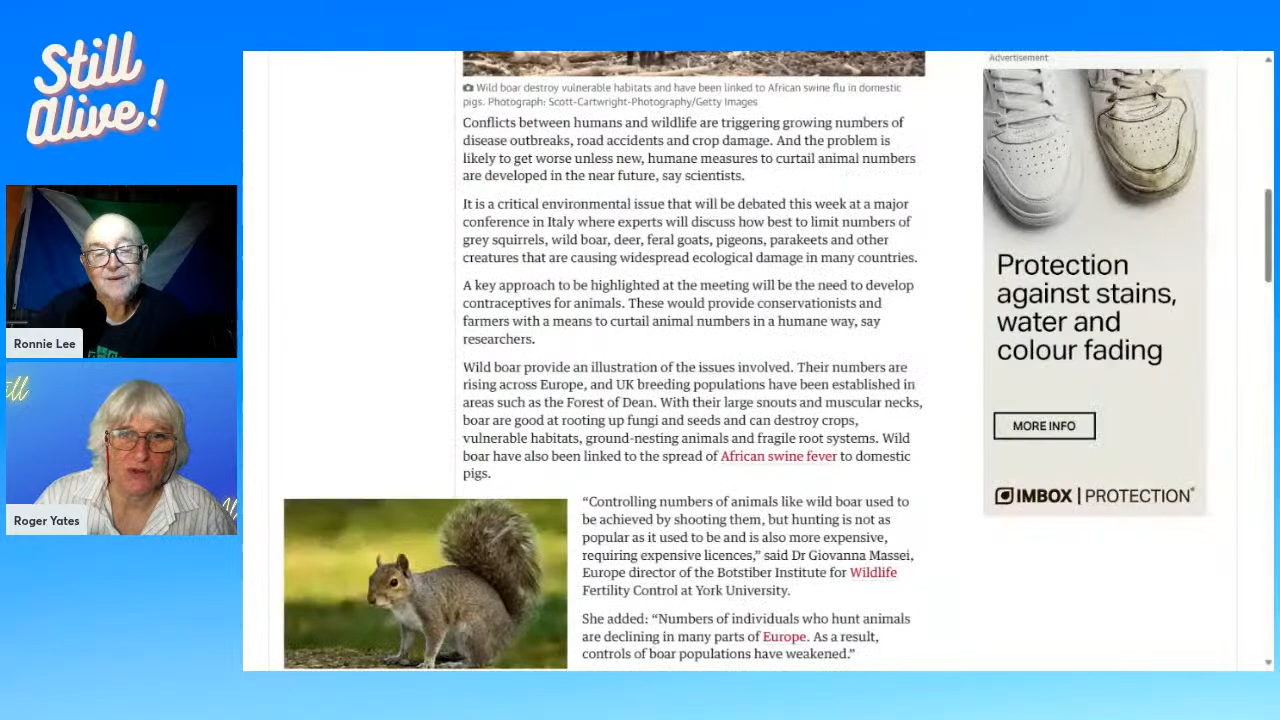 Still
Alive!
Ronnie Lee
Roger Yates
Wild boar destroy vulnerable habitats and have been linked to African swine flu in domestic
pigs. Photograph: Scott-Cartwright-Photography/Getty Images
Conflicts between humans and wildlife are triggering growing numbers of
disease outbreaks, road accidents and crop damage. And the problem is
likely to get worse unless new, humane measures to curtail animal numbers
are developed in the near future, say scientists.
It is a critical environmental issue that will be debated this week at a major
conference in Italy where experts will discuss how best to limit numbers of
grey squirrels, wild boar, deer, feral goats, pigeons, parakeets and other
creatures that are causing widespread ecological damage in many countries.
A key approach to be highlighted at the meeting will be the need to develop
contraceptives for animals. These would provide conservationists and
farmers with a means to curtail animal numbers in a humane way, say
researchers.
Wild boar provide an illustration of the issues involved. Their numbers are
rising across Europe, and UK breeding populations have been established in
areas such as the Forest of Dean. With their large snouts and muscular necks,
boar are good at rooting up fungi and seeds and can destroy crops,
vulnerable habitats, ground-nesting animals and fragile root systems. Wild
boar have also been linked to the spread of African swine fever to domestic
pigs.
“Controlling numbers of animals like wild boar used to
be achieved by shooting them, but hunting is not as
popular as it used to be and is also more expensive,
requiring expensive licences,” said Dr Giovanna Massei,
Europe director of the Botstiber Institute for Wildlife
Fertility Control at York University.
She added: “Numbers of individuals who hunt animals
are declining in many parts of Europe. As a result,
controls of boar populations have weakened.”
Advertisement
Protection
against stains,
water and
colour fading
MORE INFO
IMBOX | PROTECTION